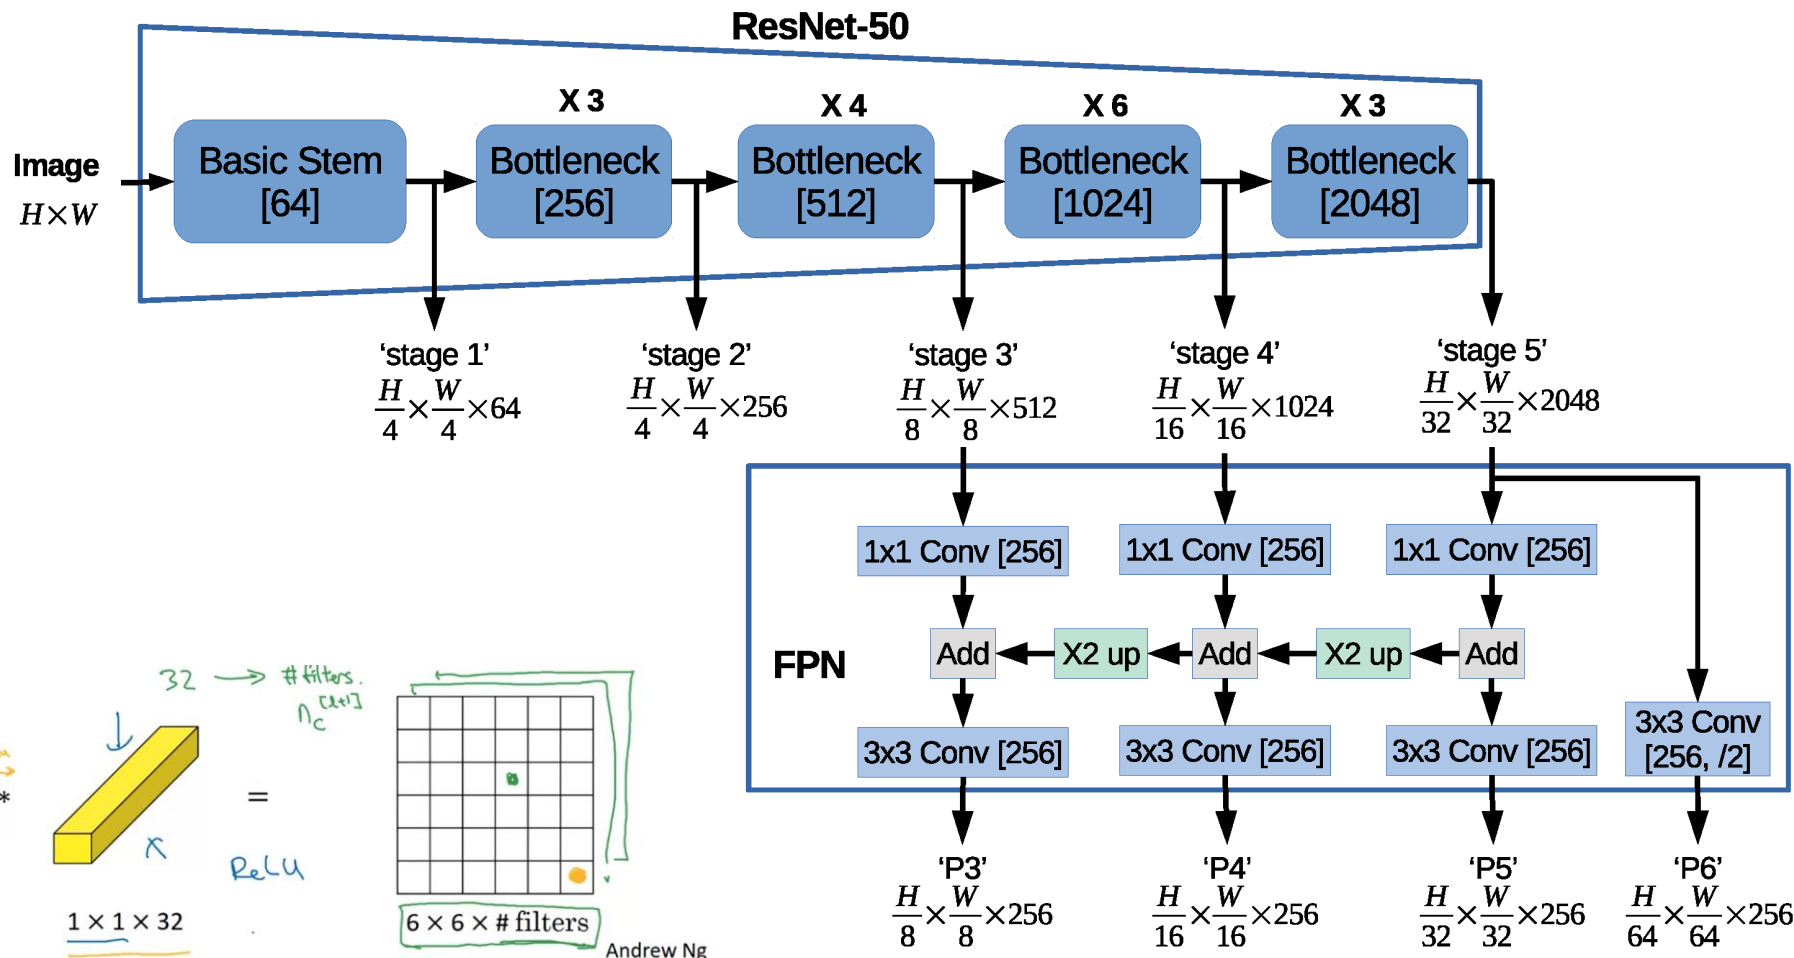 ResNet-50
X 3
X 4
X 6
X 3
Image
H×W
Basic Stem
[64]
Bottleneck
[256]
Bottleneck
[512]
Bottleneck
[1024]
Bottleneck
[2048]
‘stage 1’
H/4 × W/4 ×64
‘stage 2’
H/4 × W/4 ×256
‘stage 3’
H/8 × W/8 ×512
‘stage 4’
H/16 × W/16 ×1024
‘stage 5’
H/32 × W/32 ×2048
1x1 Conv [256]
1x1 Conv [256]
1x1 Conv [256]
FPN
Add
X2 up
Add
X2 up
Add
3x3 Conv [256]
3x3 Conv [256]
3x3 Conv [256]
3x3 Conv
[256, /2]
‘P3’
H/8 × W/8 ×256
‘P4’
H/16 × W/16 ×256
‘P5’
H/32 × W/32 ×256
‘P6’
H/64 × W/64 ×256
32 → # filters.
n_c^[l+1]
*
=
ReLU
1 × 1 × 32
6 × 6 × # filters
Andrew Ng